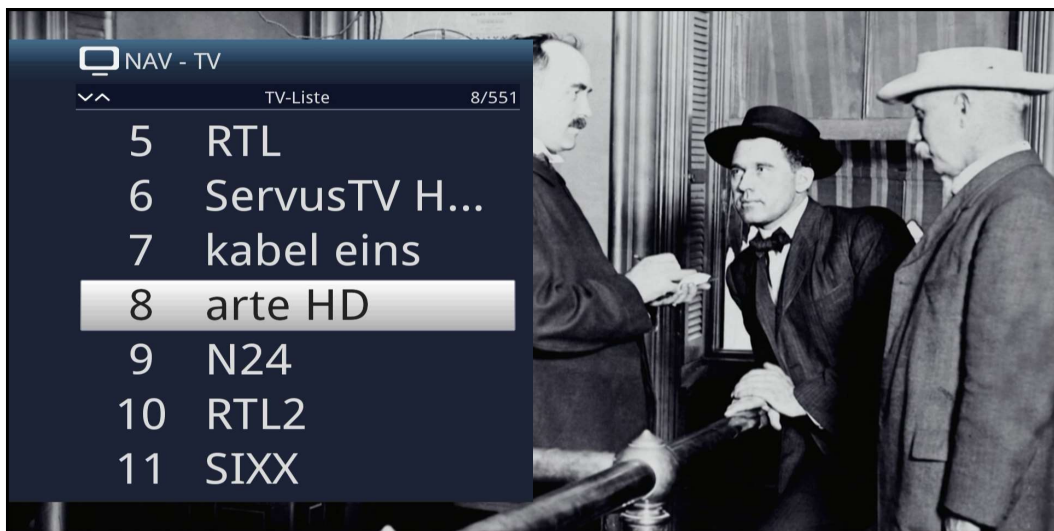 NAV - TV
TV-Liste 8/551
5 RTL
6 ServusTV H...
7 kabel eins
8 arte HD
9 N24
10 RTL2
11 SIXX